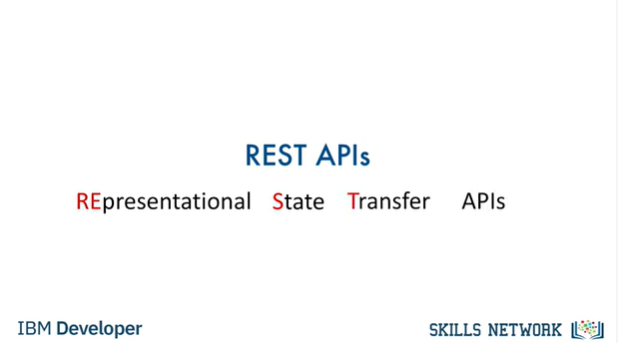 REST APIs
REpresentational State Transfer APIs
IBM Developer
SKILLS NETWORK